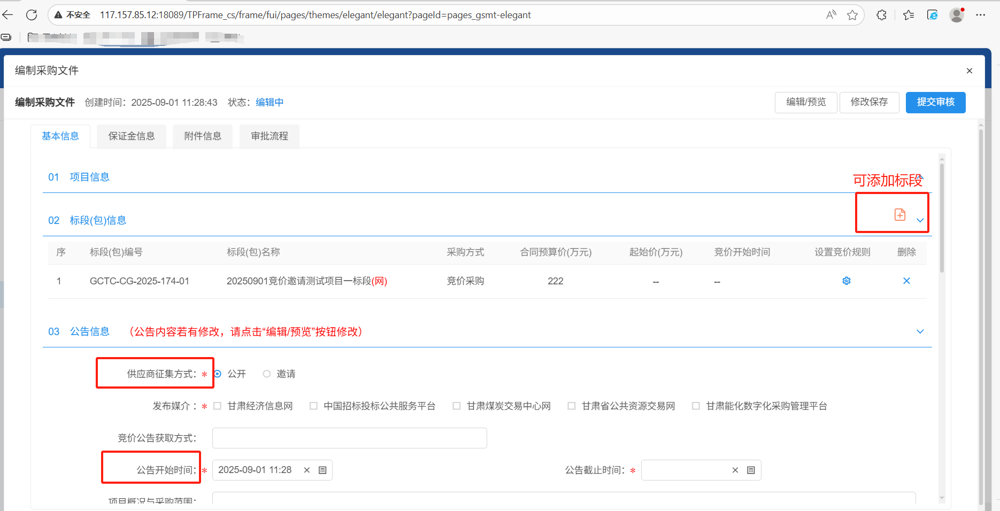 不安全 117.157.85.12:18089/TPFrame_cs/frame/fui/pages/themes/elegant/elegant?pageId=pages_gsmt-elegant
编制采购文件
编制采购文件 创建时间：2025-09-01 11:28:43 状态：编辑中 编辑/预览 修改保存 提交审核
基本信息 保证金信息 附件信息 审批流程
01 项目信息 可添加标段
02 标段(包)信息
序 标段(包)编号 标段(包)名称 采购方式 合同预算价(万元) 起始价(万元) 竞价开始时间 设置竞价规则 删除
1 GCTC-CG-2025-174-01 20250901竞价邀请测试项目一标段(网) 竞价采购 222 -- --
03 公告信息 （公告内容若有修改，请点击“编辑/预览”按钮修改）
供应商征集方式：* 公开 邀请
发布媒介：* 甘肃经济信息网 中国招标投标公共服务平台 甘肃煤炭交易中心网 甘肃省公共资源交易网 甘肃能化数字化采购管理平台
竞价公告获取方式：
公告开始时间：* 2025-09-01 11:28 公告截止时间：*
项目概况与采购范围：